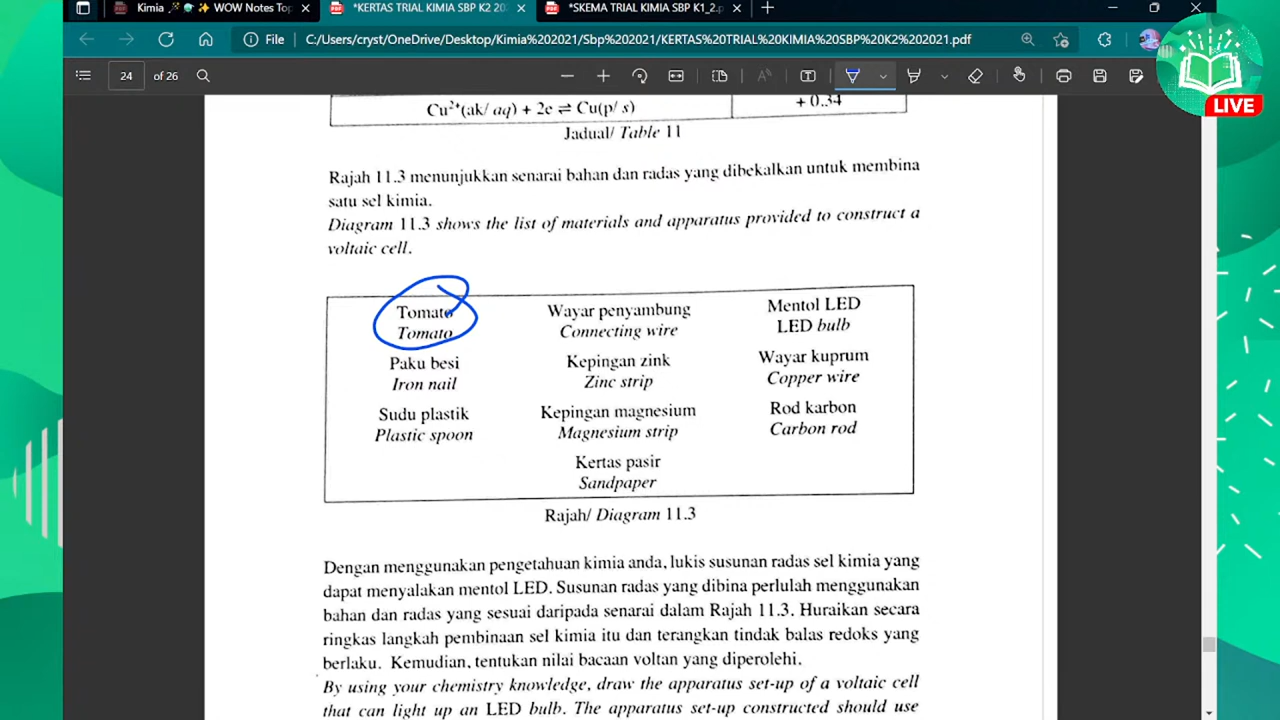 Kimia 🪄 🧪 ✨ WOW Notes Top
*KERTAS TRIAL KIMIA SBP K2 202
*SKEMA TRIAL KIMIA SBP K1_2.p
File
C:/Users/cryst/OneDrive/Desktop/Kimia%202021/Sbp%202021/KERTAS%20TRIAL%20KIMIA%20SBP%20K2%202021.pdf
LIVE
24 of 26
Cu²⁺(ak/ aq) + 2e ⇌ Cu(p/ s)
+ 0.34
Jadual/ Table 11
Rajah 11.3 menunjukkan senarai bahan dan radas yang dibekalkan untuk membina
satu sel kimia.
Diagram 11.3 shows the list of materials and apparatus provided to construct a
voltaic cell.
Tomato
Tomato
Wayar penyambung
Connecting wire
Mentol LED
LED bulb
Paku besi
Iron nail
Kepingan zink
Zinc strip
Wayar kuprum
Copper wire
Sudu plastik
Plastic spoon
Kepingan magnesium
Magnesium strip
Rod karbon
Carbon rod
Kertas pasir
Sandpaper
Rajah/ Diagram 11.3
Dengan menggunakan pengetahuan kimia anda, lukis susunan radas sel kimia yang
dapat menyalakan mentol LED. Susunan radas yang dibina perlulah menggunakan
bahan dan radas yang sesuai daripada senarai dalam Rajah 11.3. Huraikan secara
ringkas langkah pembinaan sel kimia itu dan terangkan tindak balas redoks yang
berlaku. Kemudian, tentukan nilai bacaan voltan yang diperolehi.
By using your chemistry knowledge, draw the apparatus set-up of a voltaic cell
that can light up an LED bulb. The apparatus set-up constructed should use